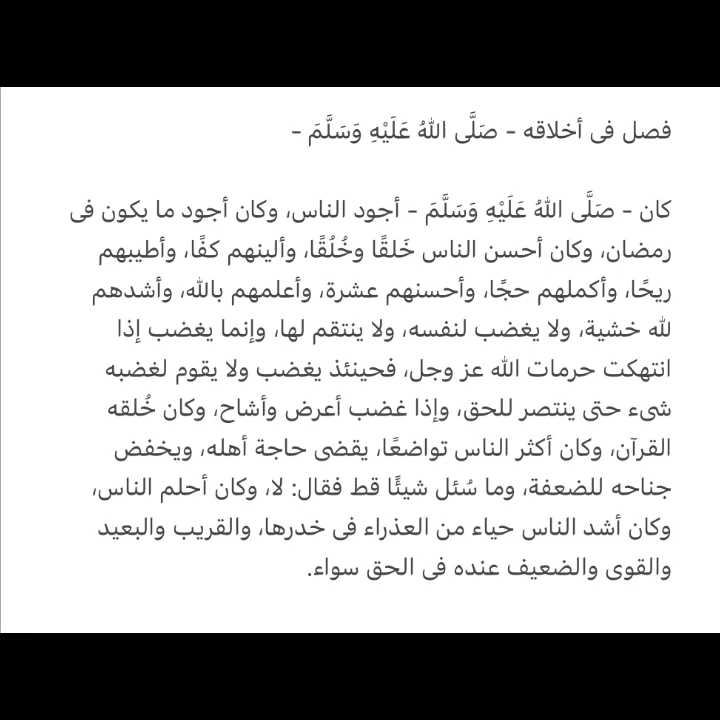 فصل فى أخلاقه - صَلَّى اللهُ عَلَيْهِ وَسَلَّمَ -
كان - صَلَّى اللهُ عَلَيْهِ وَسَلَّمَ - أجود الناس، وكان أجود ما يكون فى
رمضان، وكان أحسن الناس خَلقًا وخُلُقًا، وألينهم كفًا، وأطيبهم
ريحًا، وأكملهم حجًا، وأحسنهم عشرة، وأعلمهم بالله، وأشدهم
لله خشية، ولا يغضب لنفسه، ولا ينتقم لها، وإنما يغضب إذا
انتهكت حرمات الله عز وجل، فحينئذ يغضب ولا يقوم لغضبه
شىء حتى ينتصر للحق، وإذا غضب أعرض وأشاح، وكان خُلقه
القرآن، وكان أكثر الناس تواضعًا، يقضى حاجة أهله، ويخفض
جناحه للضعفة، وما سُئل شيئًا قط فقال: لا، وكان أحلم الناس،
وكان أشد الناس حياء من العذراء فى خدرها، والقريب والبعيد
والقوى والضعيف عنده فى الحق سواء.